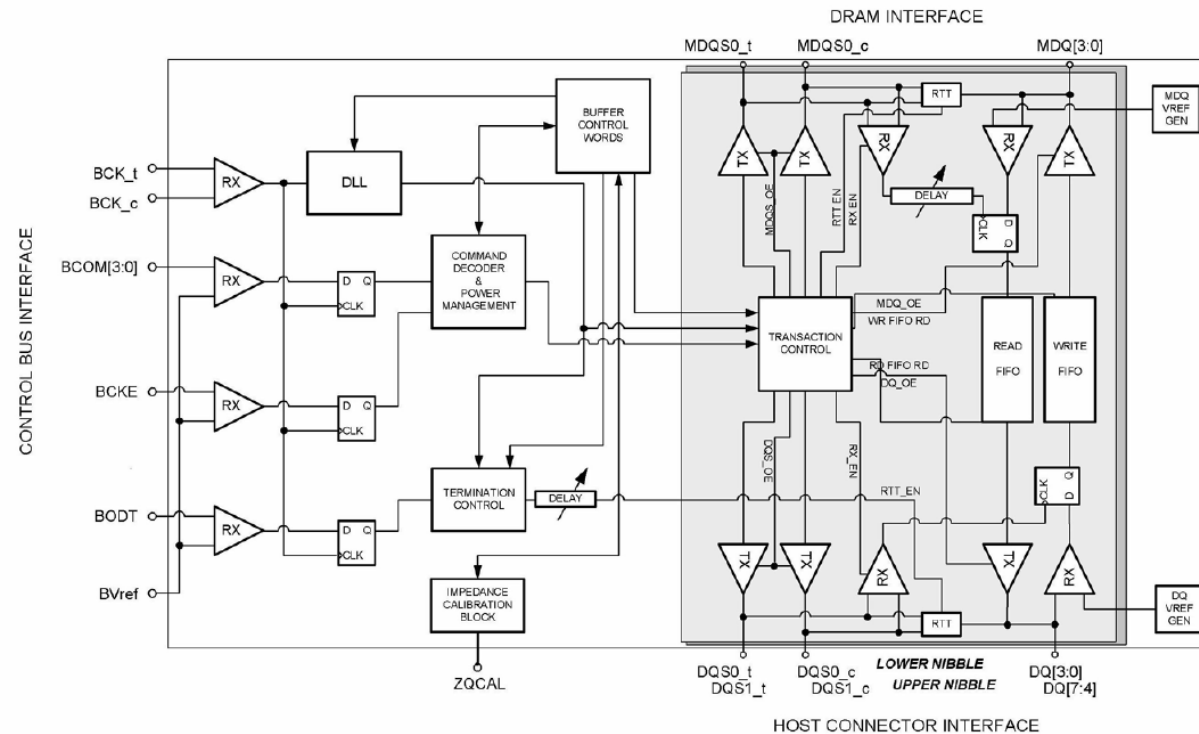 DRAM INTERFACE
MDQS0_t
MDQS0_c
MDQ[3:0]
RTT
MDQ
VREF
GEN
BUFFER
CONTROL
WORDS
RX
RX
TX
TX
TX
BCK_t
BCK_c
RX
DLL
DELAY
MDQS_OE
RTT EN
RX EN
CLK
D
Q
CONTROL BUS INTERFACE
BCOM[3:0]
RX
D Q
CLK
COMMAND
DECODER
&
POWER
MANAGEMENT
MDQ_OE
WR FIFO RD
TRANSACTION
CONTROL
RD FIFO RD
DQ_OE
READ
FIFO
WRITE
FIFO
BCKE
RX
D Q
CLK
DQS_OE
RX_EN
CLK
Q
D
TERMINATION
CONTROL
DELAY
RTT_EN
BODT
RX
D Q
CLK
TX
TX
RX
TX
RX
BVref
IMPEDANCE
CALIBRATION
BLOCK
RTT
DQ
VREF
GEN
ZQCAL
DQS0_t
DQS1_t
DQS0_c
DQS1_c
LOWER NIBBLE
UPPER NIBBLE
DQ[3:0]
DQ[7:4]
HOST CONNECTOR INTERFACE